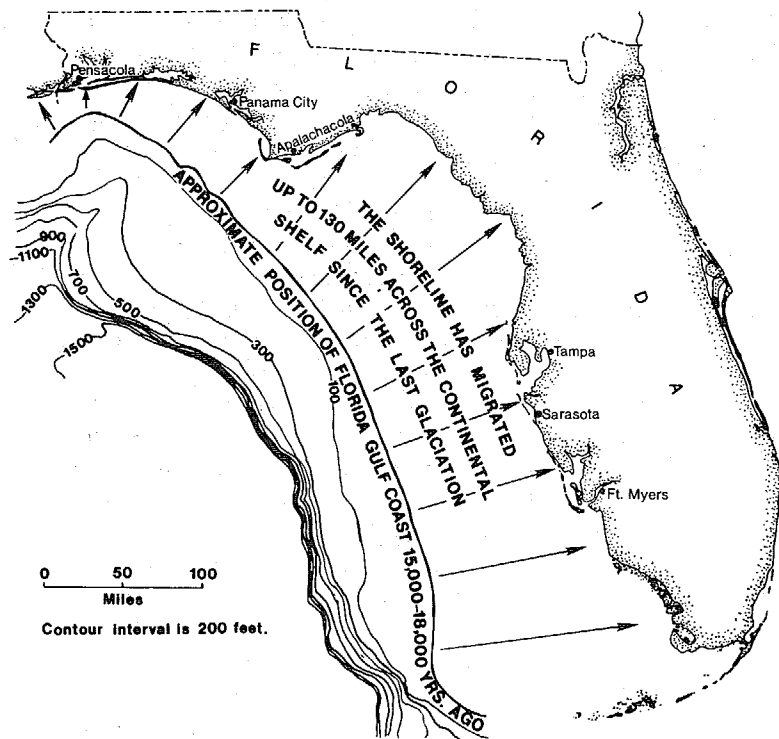 F L O R I D A
Pensacola
Panama City
Apalachacola
THE SHORELINE HAS MIGRATED
UP TO 130 MILES ACROSS THE CONTINENTAL
SHELF SINCE THE LAST GLACIATION
APPROXIMATE POSITION OF FLORIDA GULF COAST 15,000-18,000 YRS. AGO
900
1100
1300
700
500
1500
300
100
Tampa
Sarasota
Ft. Myers
0 50 100
Miles
Contour interval is 200 feet.